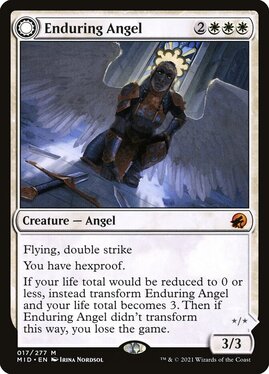 Enduring Angel 2
Creature — Angel
Flying, double strike
You have hexproof.
If your life total would be reduced to 0 or
less, instead transform Enduring Angel
and your life total becomes 3. Then if
Enduring Angel didn't transform
this way, you lose the game.
*/*
3/3
017/277 M
MID • EN IRINA NORDSOL
™ & © 2021 Wizards of the Coast